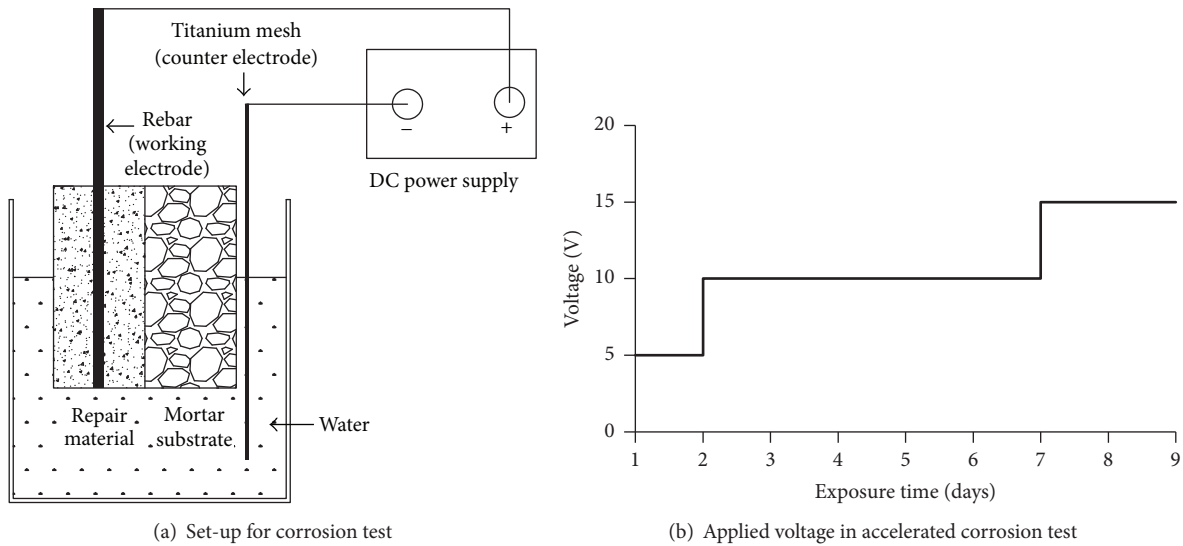 Titanium mesh
(counter electrode)
Rebar
(working
electrode)
−
+
DC power supply
Repair
material
Mortar
substrate
Water
(a) Set-up for corrosion test
20
15
10
5
0
Voltage (V)
1 2 3 4 5 6 7 8 9
Exposure time (days)
(b) Applied voltage in accelerated corrosion test